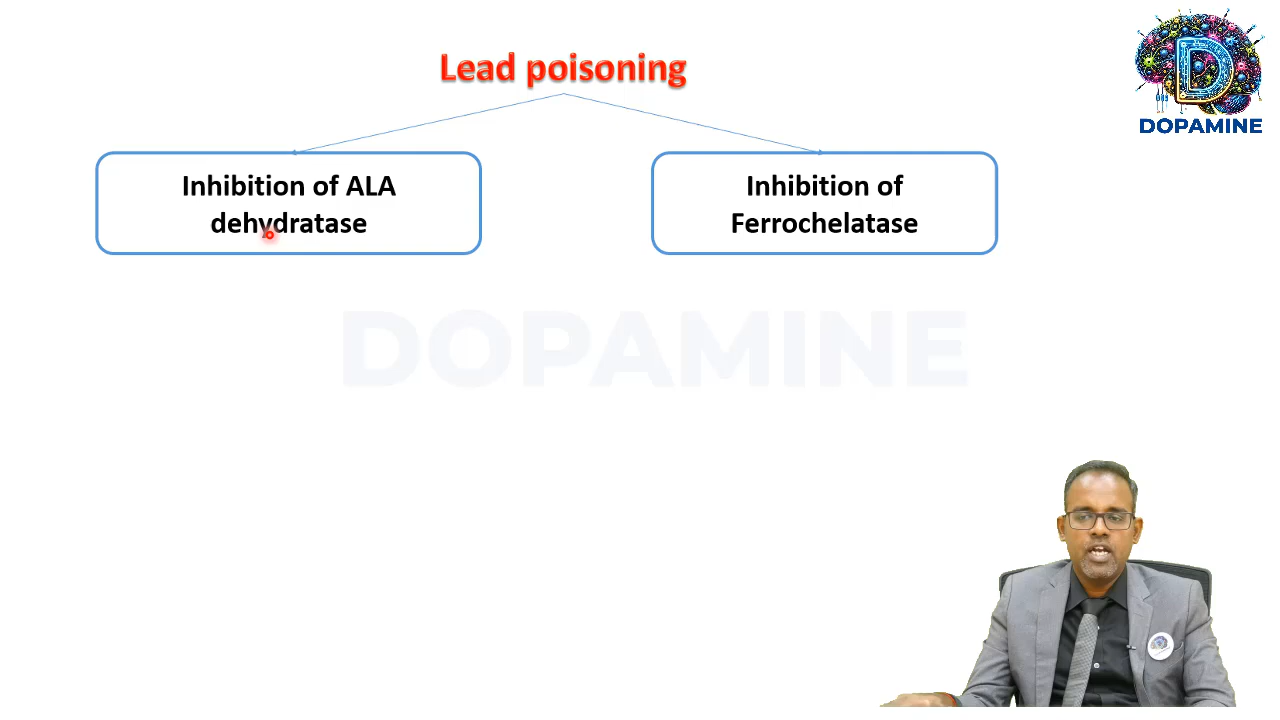 Lead poisoning
DOPAMINE
Inhibition of ALA
dehydratase
Inhibition of
Ferrochelatase
DOPAMINE